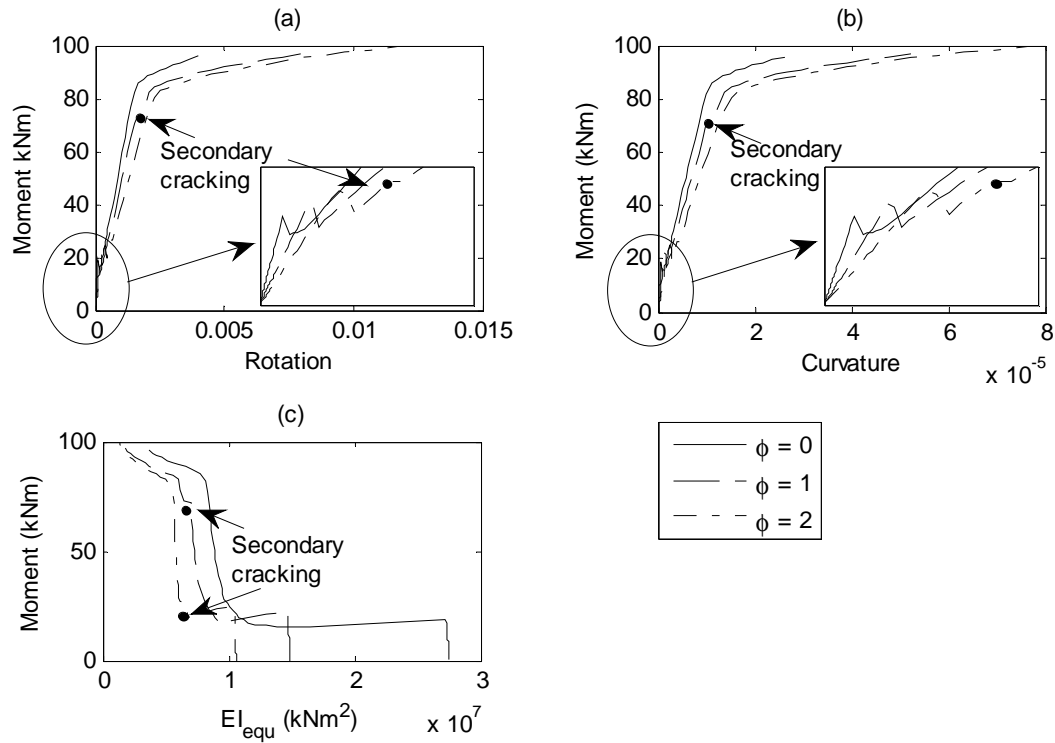 (a)
Moment kNm
100
80
60
40
20
0
Secondary
cracking
0
0.005
0.01
0.015
Rotation
(b)
Moment (kNm)
100
80
60
40
20
0
Secondary
cracking
0
2
4
6
8
Curvature
x 10-5
(c)
Moment (kNm)
100
50
0
Secondary
cracking
0
1
2
3
EIequ (kNm2)
x 107
ϕ = 0
ϕ = 1
ϕ = 2